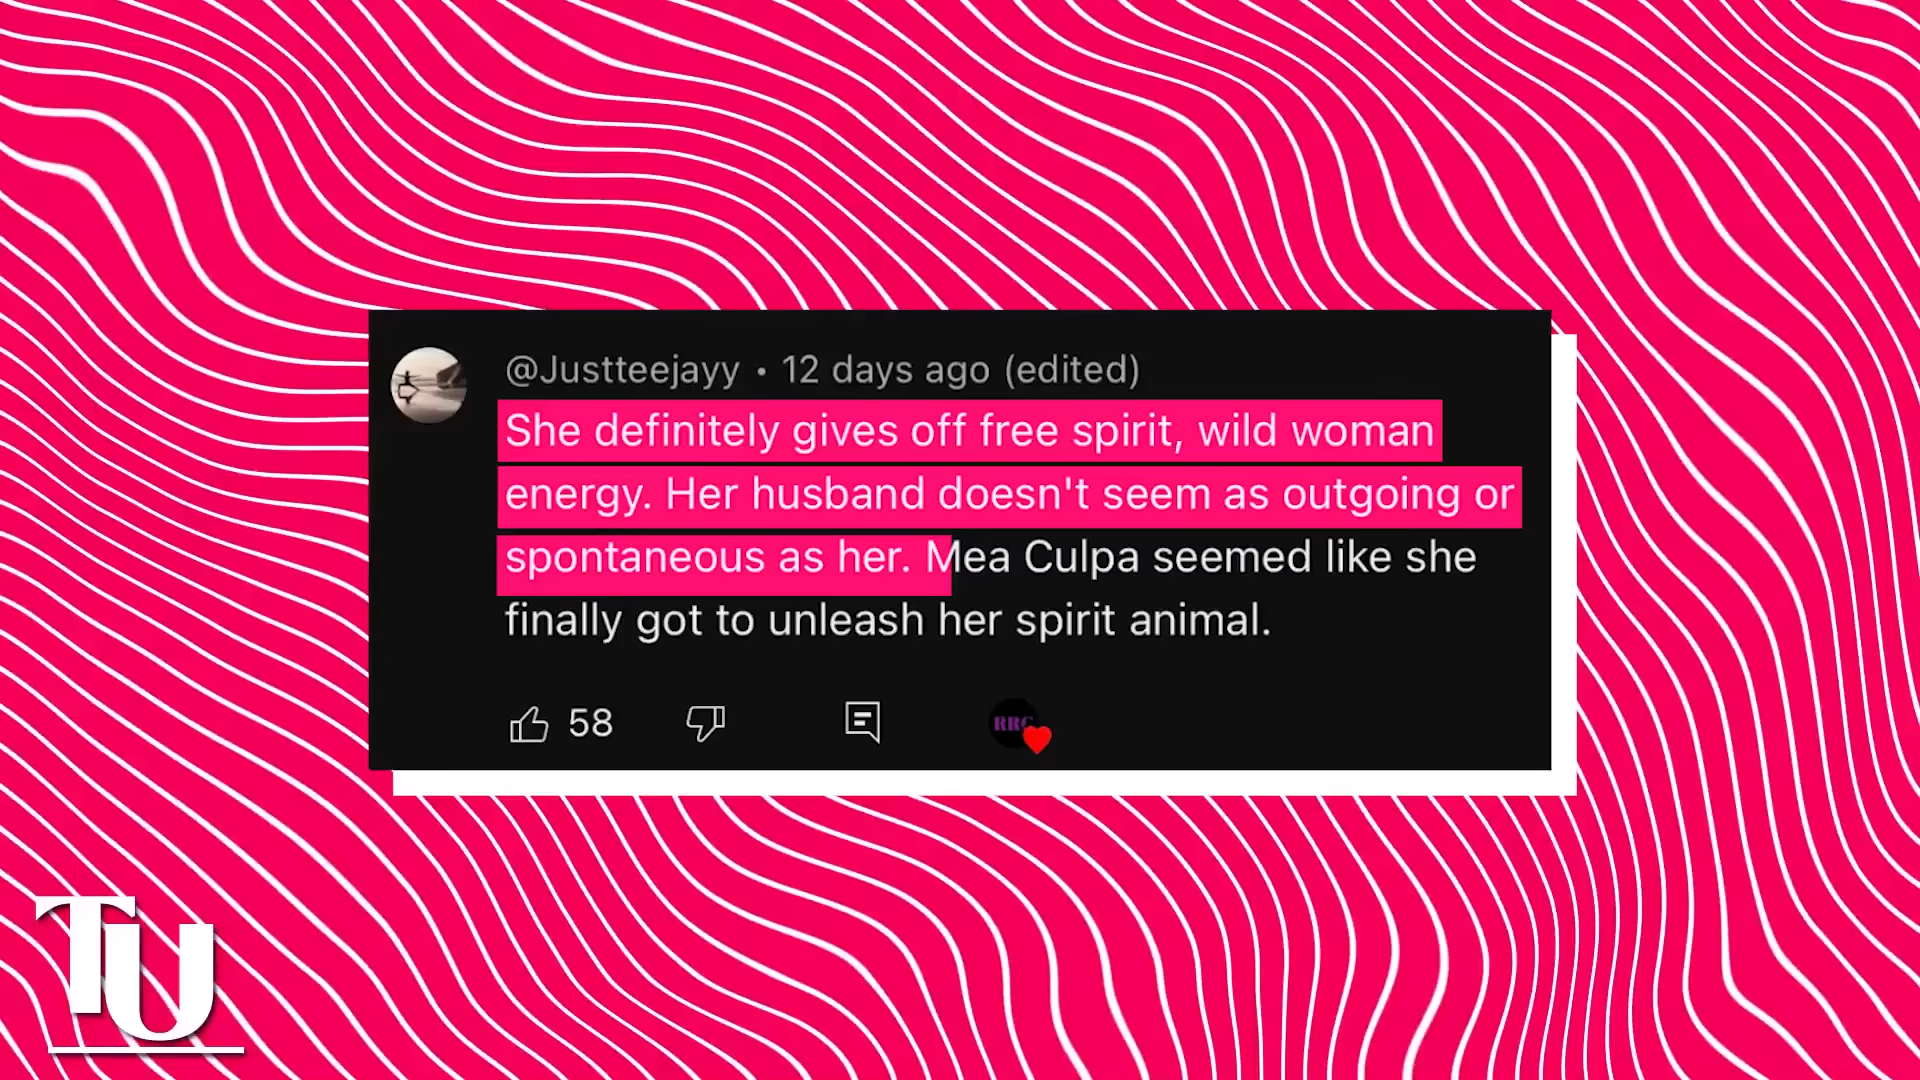 @Justteejayy • 12 days ago (edited)
She definitely gives off free spirit, wild woman
energy. Her husband doesn't seem as outgoing or
spontaneous as her. Mea Culpa seemed like she
finally got to unleash her spirit animal.
58
RRG
TU